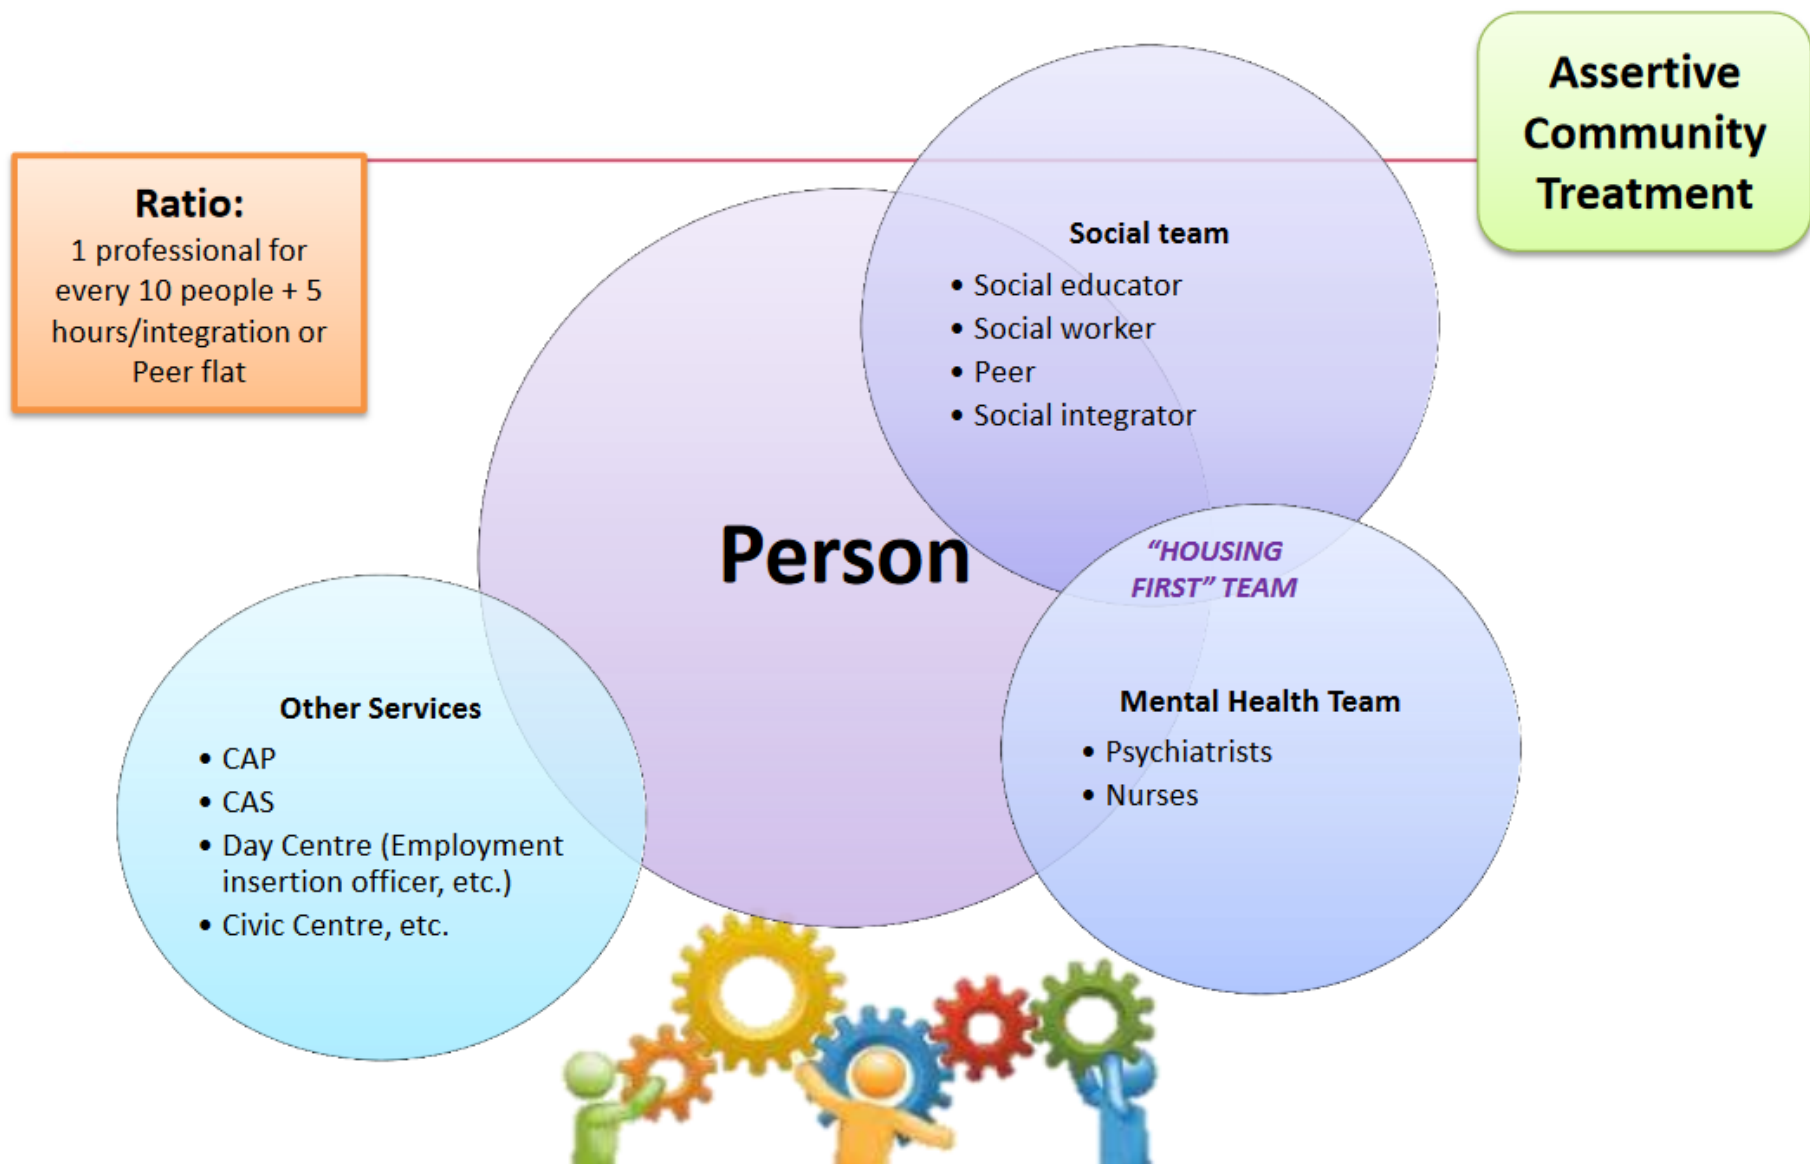 Assertive
Community
Treatment
Ratio:
1 professional for
every 10 people + 5
hours/integration or
Peer flat
Social team
• Social educator
• Social worker
• Peer
• Social integrator
Person
“HOUSING
FIRST” TEAM
Other Services
• CAP
• CAS
• Day Centre (Employment
insertion officer, etc.)
• Civic Centre, etc.
Mental Health Team
• Psychiatrists
• Nurses